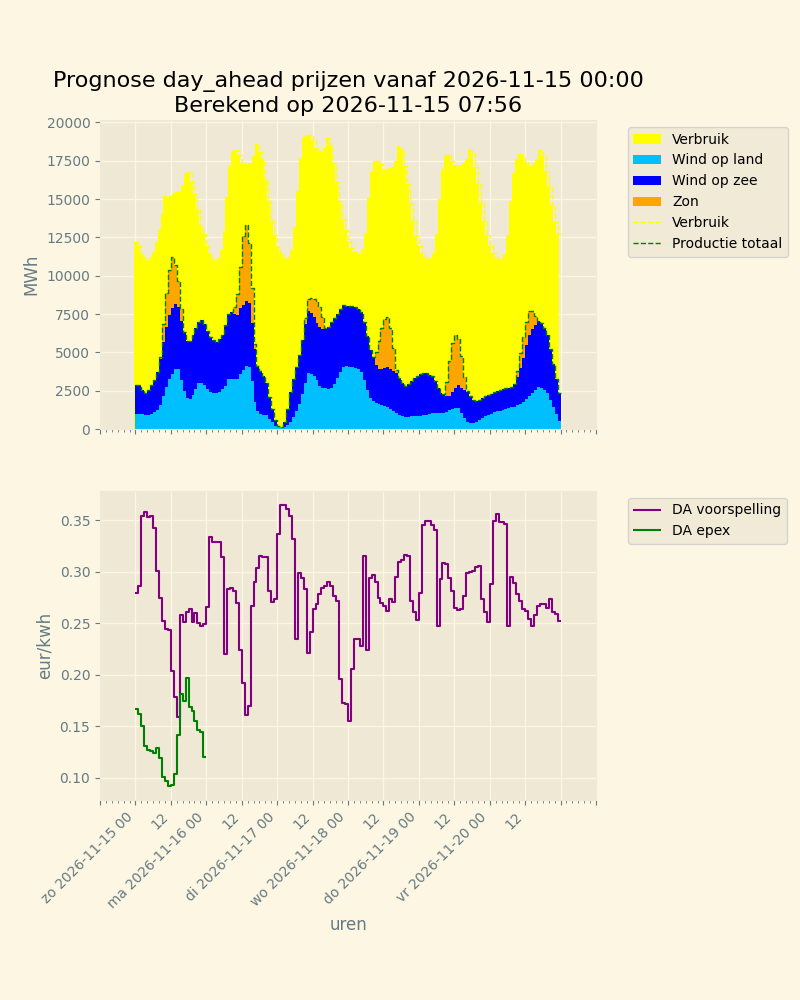 Prognose day_ahead prijzen vanaf 2026-11-15 00:00
Berekend op 2026-11-15 07:56
20000
17500
15000
12500
10000
7500
5000
2500
0
MWh
Verbruik
Wind op land
Wind op zee
Zon
Verbruik
Productie totaal
0.35
0.30
0.25
0.20
0.15
0.10
eur/kwh
DA voorspelling
DA epex
zo 2026-11-15 00
12
ma 2026-11-16 00
12
di 2026-11-17 00
12
wo 2026-11-18 00
12
do 2026-11-19 00
12
vr 2026-11-20 00
12
uren